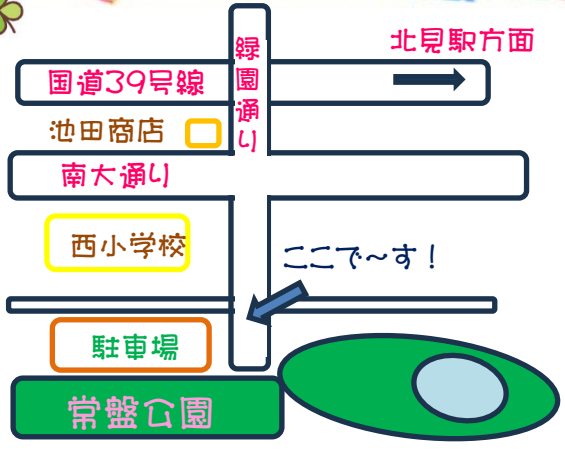 北見駅方面
国道39号線
緑園通り
池田商店
南大通り
西小学校
ここで～す！
駐車場
常盤公園